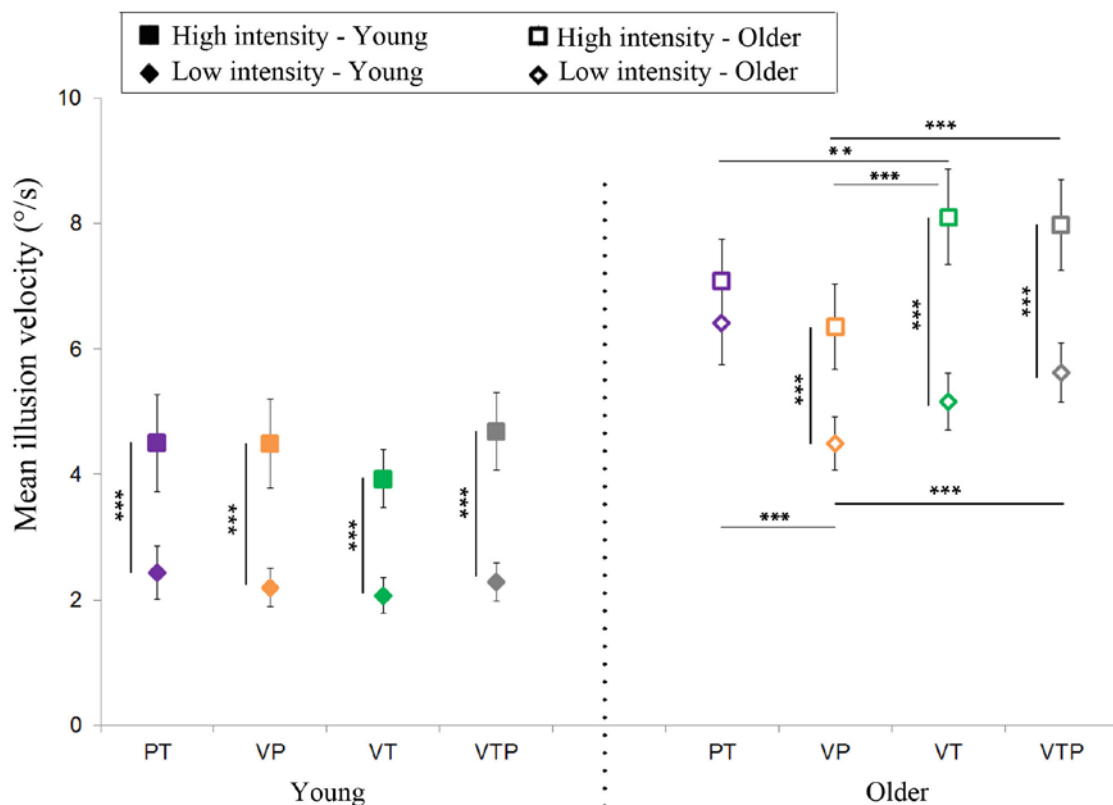 High intensity - Young
High intensity - Older
Low intensity - Young
Low intensity - Older
Mean illusion velocity (°/s)
10
8
6
4
2
0
***
***
***
***
***
**
***
***
***
***
***
***
PT VP VT VTP PT VP VT VTP
Young Older